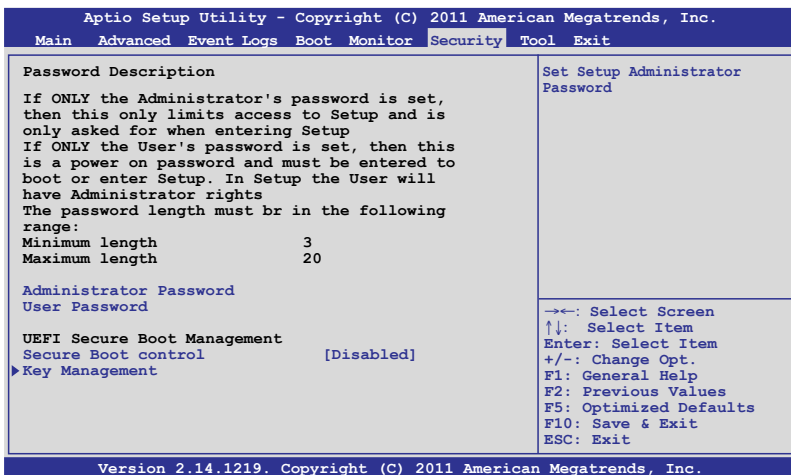 Aptio Setup Utility - Copyright (C) 2011 American Megatrends, Inc.
Main Advanced Event Logs Boot Monitor Security Tool Exit
Password Description
If ONLY the Administrator's password is set,
then this only limits access to Setup and is
only asked for when entering Setup
If ONLY the User's password is set, then this
is a power on password and must be entered to
boot or enter Setup. In Setup the User will
have Administrator rights
The password length must br in the following
range:
Minimum length 3
Maximum length 20
Administrator Password
User Password
UEFI Secure Boot Management
Secure Boot control [Disabled]
Key Management
Set Setup Administrator
Password
→←: Select Screen
↑↓: Select Item
Enter: Select Item
+/-: Change Opt.
F1: General Help
F2: Previous Values
F5: Optimized Defaults
F10: Save & Exit
ESC: Exit
Version 2.14.1219. Copyright (C) 2011 American Megatrends, Inc.